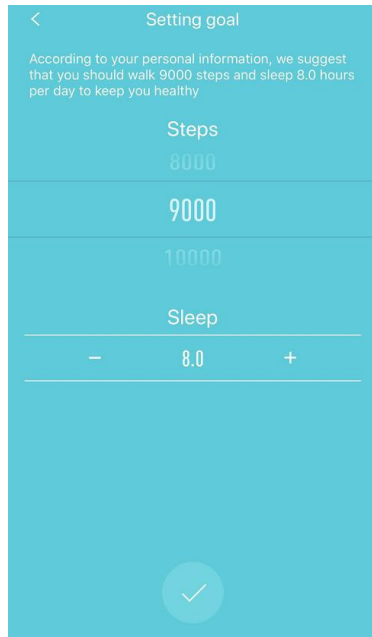 Setting goal
According to your personal information, we suggest
that you should walk 9000 steps and sleep 8.0 hours
per day to keep you healthy
Steps
8000
9000
10000
Sleep
− 8.0 +